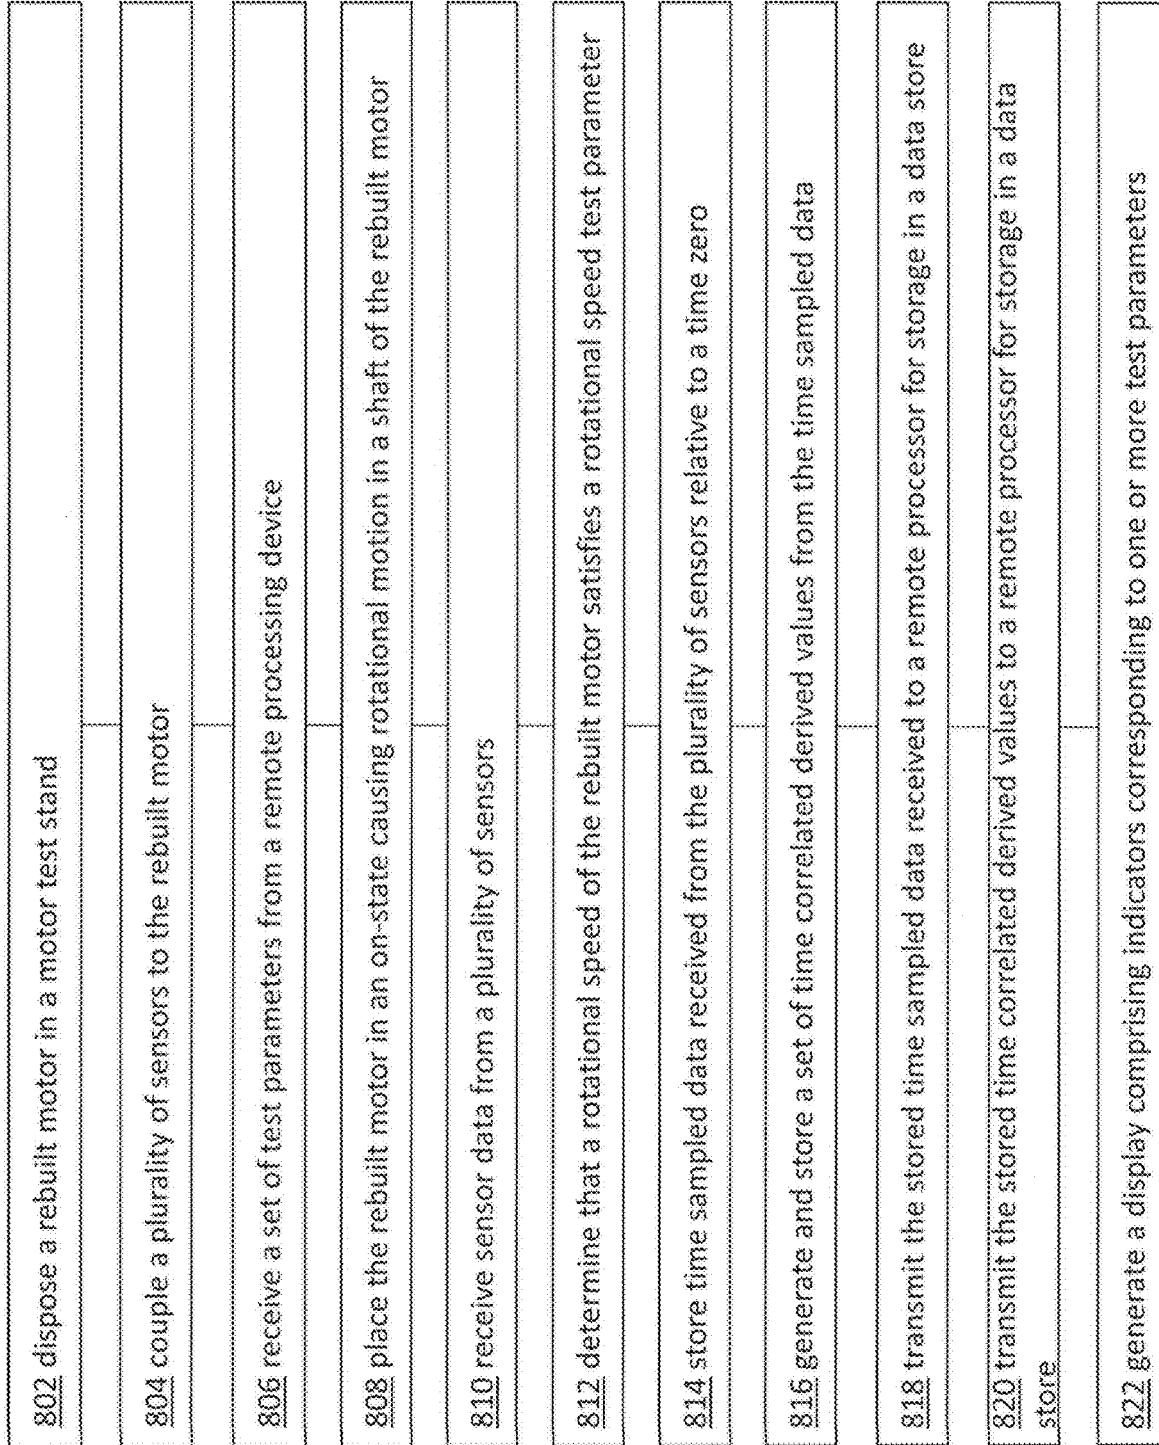 802 dispose a rebuilt motor in a motor test stand
804 couple a plurality of sensors to the rebuilt motor
806 receive a set of test parameters from a remote processing device
808 place the rebuilt motor in an on-state causing rotational motion in a shaft of the rebuilt motor
810 receive sensor data from a plurality of sensors
812 determine that a rotational speed of the rebuilt motor satisfies a rotational speed test parameter
814 store time sampled data received from the plurality of sensors relative to a time zero
816 generate and store a set of time correlated derived values from the time sampled data
818 transmit the stored time sampled data received to a remote processor for storage in a data store
820 transmit the stored time correlated derived values to a remote processor for storage in a data
store
822 generate a display comprising indicators corresponding to one or more test parameters